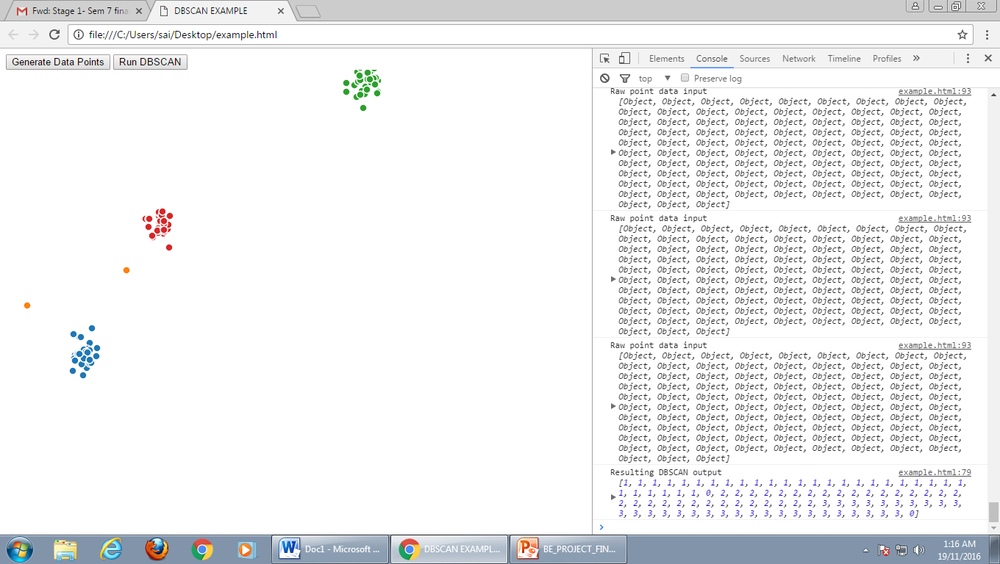 Fwd: Stage 1- Sem 7 fina
DBSCAN EXAMPLE
file:///C:/Users/sai/Desktop/example.html
Generate Data Points Run DBSCAN
Elements Console Sources Network Timeline Profiles »
top Preserve log
Raw point data input example.html:93
[Object, Object, Object, Object, Object, Object, Object, Object, Object,
Object, Object, Object, Object, Object, Object, Object, Object, Object,
Object, Object, Object, Object, Object, Object, Object, Object, Object,
Object, Object, Object, Object, Object, Object, Object, Object, Object,
Object, Object, Object, Object, Object, Object, Object, Object, Object,
Object, Object, Object, Object, Object, Object, Object, Object, Object,
Object, Object, Object, Object, Object, Object, Object, Object, Object,
Object, Object, Object, Object, Object, Object, Object, Object, Object,
Object, Object, Object, Object, Object, Object, Object, Object, Object,
Object, Object, Object, Object, Object, Object, Object, Object, Object,
Object, Object, Object]
Raw point data input example.html:93
[Object, Object, Object, Object, Object, Object, Object, Object, Object,
Object, Object, Object, Object, Object, Object, Object, Object, Object,
Object, Object, Object, Object, Object, Object, Object, Object, Object,
Object, Object, Object, Object, Object, Object, Object, Object, Object,
Object, Object, Object, Object, Object, Object, Object, Object, Object,
Object, Object, Object, Object, Object, Object, Object, Object, Object,
Object, Object, Object, Object, Object, Object, Object, Object, Object,
Object, Object, Object, Object, Object, Object, Object, Object, Object,
Object, Object, Object, Object, Object, Object, Object, Object, Object,
Object, Object, Object, Object, Object, Object, Object, Object, Object,
Object, Object, Object]
Raw point data input example.html:93
[Object, Object, Object, Object, Object, Object, Object, Object, Object,
Object, Object, Object, Object, Object, Object, Object, Object, Object,
Object, Object, Object, Object, Object, Object, Object, Object, Object,
Object, Object, Object, Object, Object, Object, Object, Object, Object,
Object, Object, Object, Object, Object, Object, Object, Object, Object,
Object, Object, Object, Object, Object, Object, Object, Object, Object,
Object, Object, Object, Object, Object, Object, Object, Object, Object,
Object, Object, Object, Object, Object, Object, Object, Object, Object,
Object, Object, Object, Object, Object, Object, Object, Object, Object,
Object, Object, Object, Object, Object, Object, Object, Object, Object,
Object, Object, Object]
Resulting DBSCAN output example.html:79
[1, 1, 1, 1, 1, 1, 1, 1, 1, 1, 1, 1, 1, 1, 1, 1, 1, 1, 1, 1, 1, 1, 1, 1,
1, 1, 1, 1, 1, 1, 0, 2, 2, 2, 2, 2, 2, 2, 2, 2, 2, 2, 2, 2, 2, 2, 2, 2,
2, 2, 2, 2, 2, 2, 2, 2, 2, 2, 2, 2, 2, 2, 3, 3, 3, 3, 3, 3, 3, 3, 3, 3,
3, 3, 3, 3, 3, 3, 3, 3, 3, 3, 3, 3, 3, 3, 3, 3, 3, 3, 3, 3, 0]
Doc1 - Microsoft ... DBSCAN EXAMPL... BE_PROJECT_FIN...
1:16 AM
19/11/2016